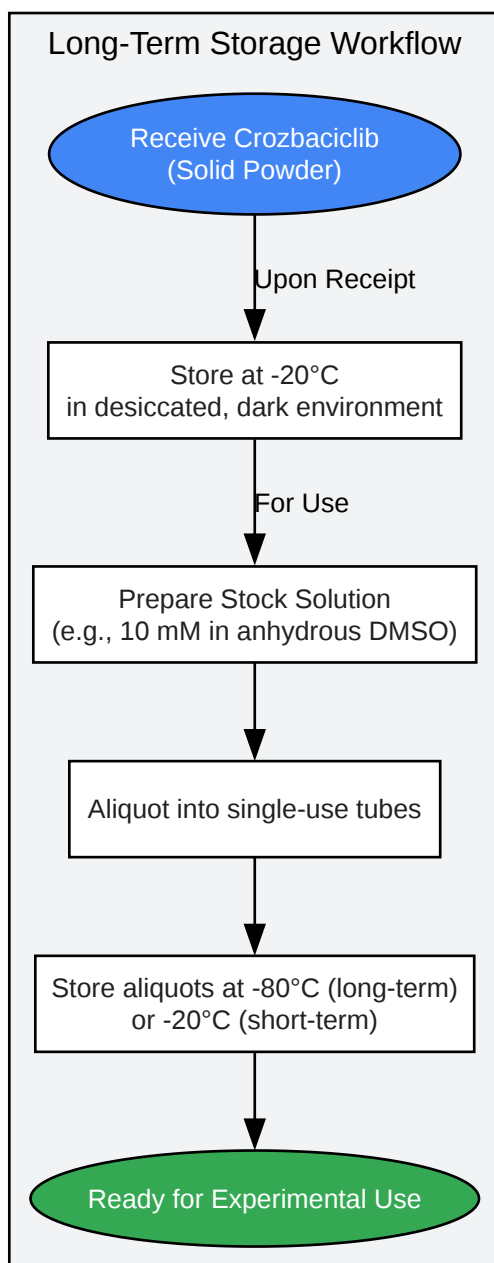 Long-Term Storage Workflow
Receive Crozbaciclib
(Solid Powder)
Upon Receipt
Store at -20°C
in desiccated, dark environment
For Use
Prepare Stock Solution
(e.g., 10 mM in anhydrous DMSO)
Aliquot into single-use tubes
Store aliquots at -80°C (long-term)
or -20°C (short-term)
Ready for Experimental Use